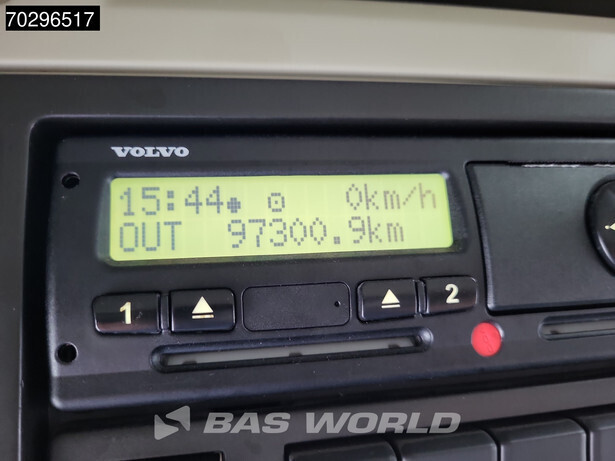 70296517
VOLVO
15:44 0km/h
OUT 97300.9km
1 2
BAS WORLD